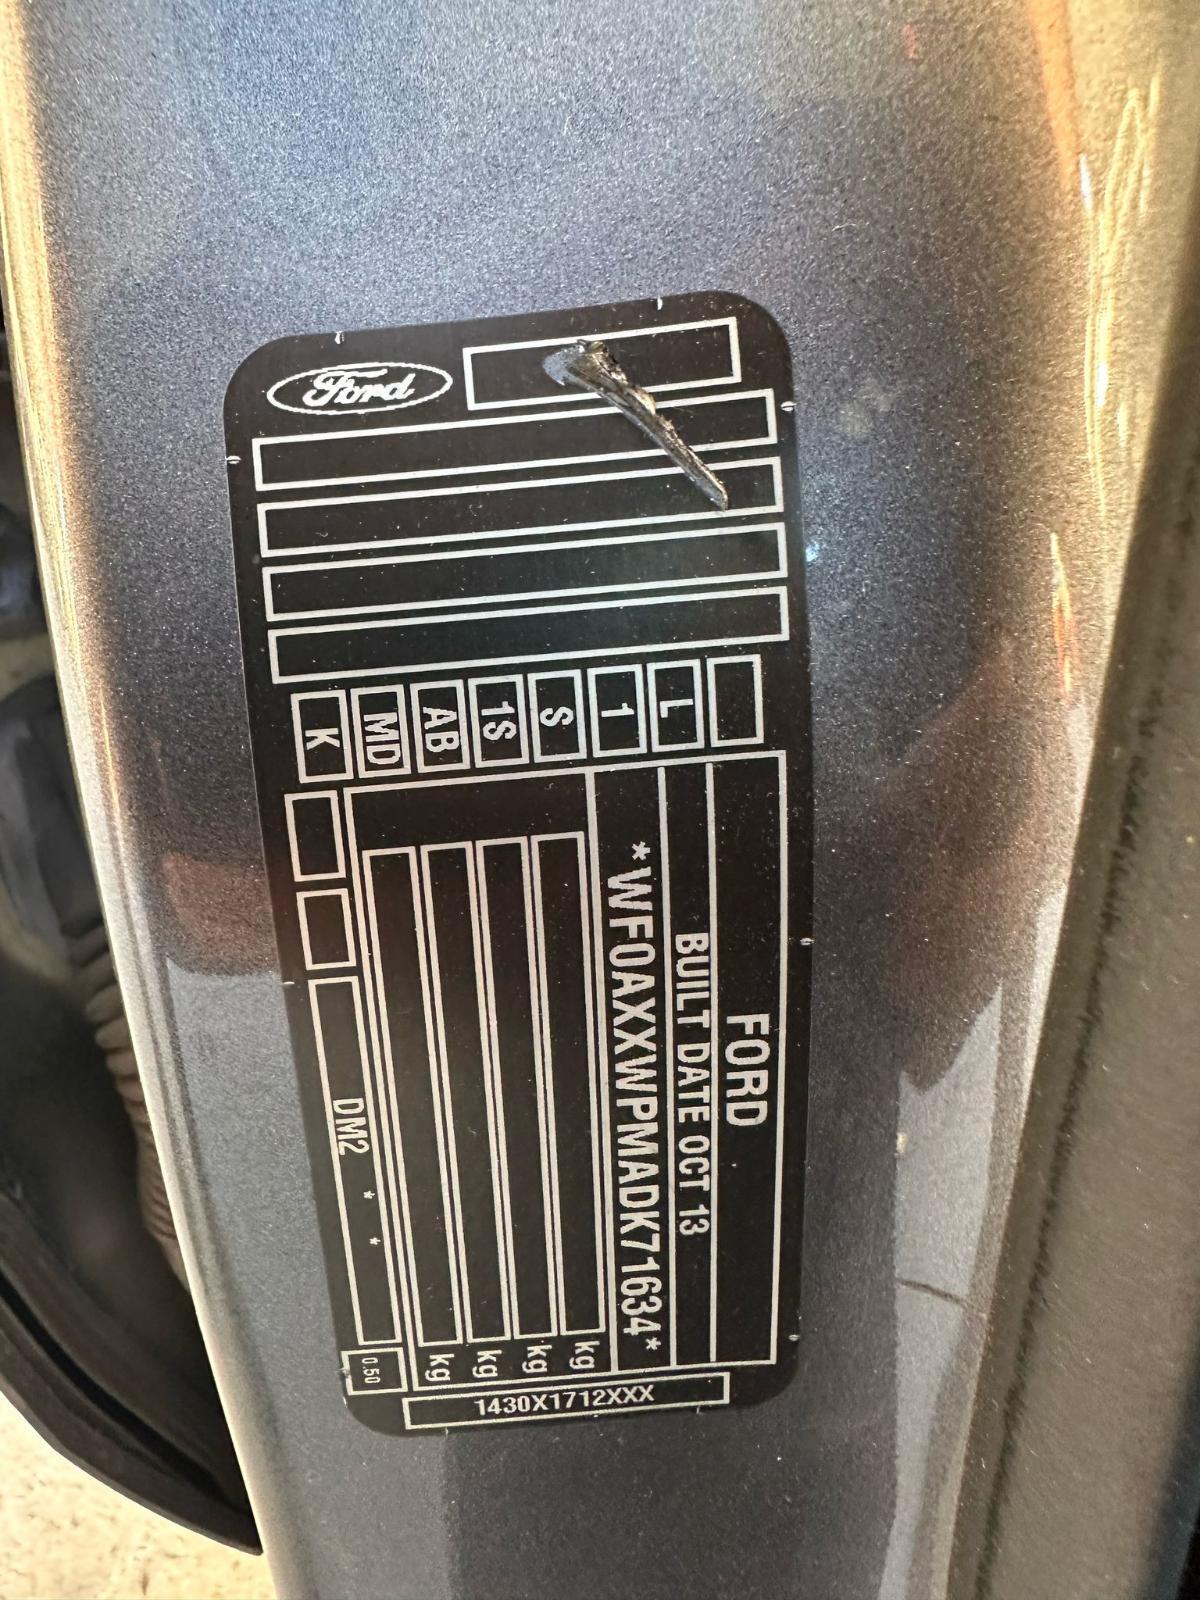 Ford
FORD
BUILT DATE OCT 13
*WF0AXXWPMADK71634*
kg
kg
kg
kg
L
1
S
1S
AB
MD
K
DM2 * *
0.50
1430X1712XXX